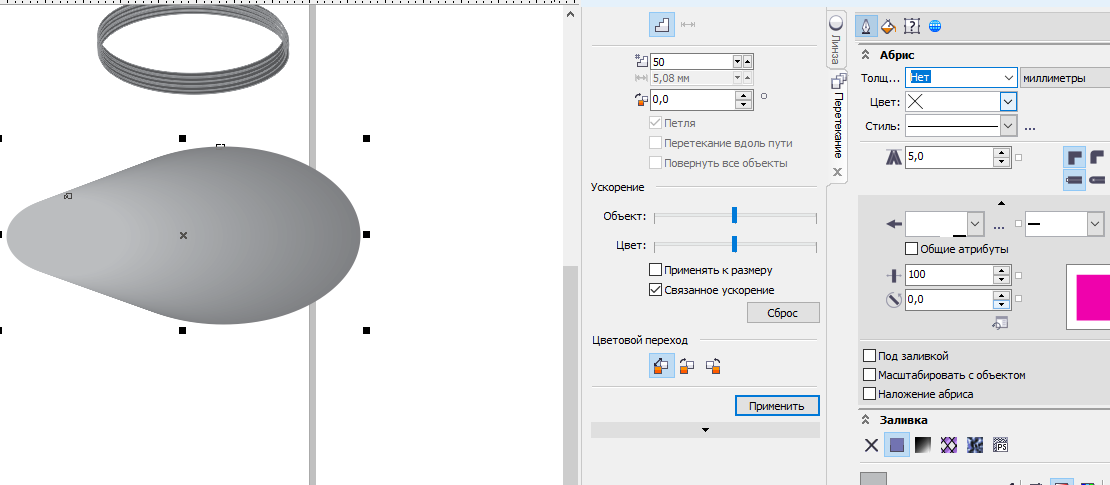 50
5,08 мм
0,0
Петля
Перетекание вдоль пути
Повернуть все объекты
Ускорение
Объект:
Цвет:
Применять к размеру
Связанное ускорение
Сброс
Цветовой переход
Применить
Линза
Перетекание
Абрис
Толщ... Нет миллиметры
Цвет:
Стиль: ...
5,0
...
Общие атрибуты
100
0,0
Под заливкой
Масштабировать с объектом
Наложение абриса
Заливка
PS